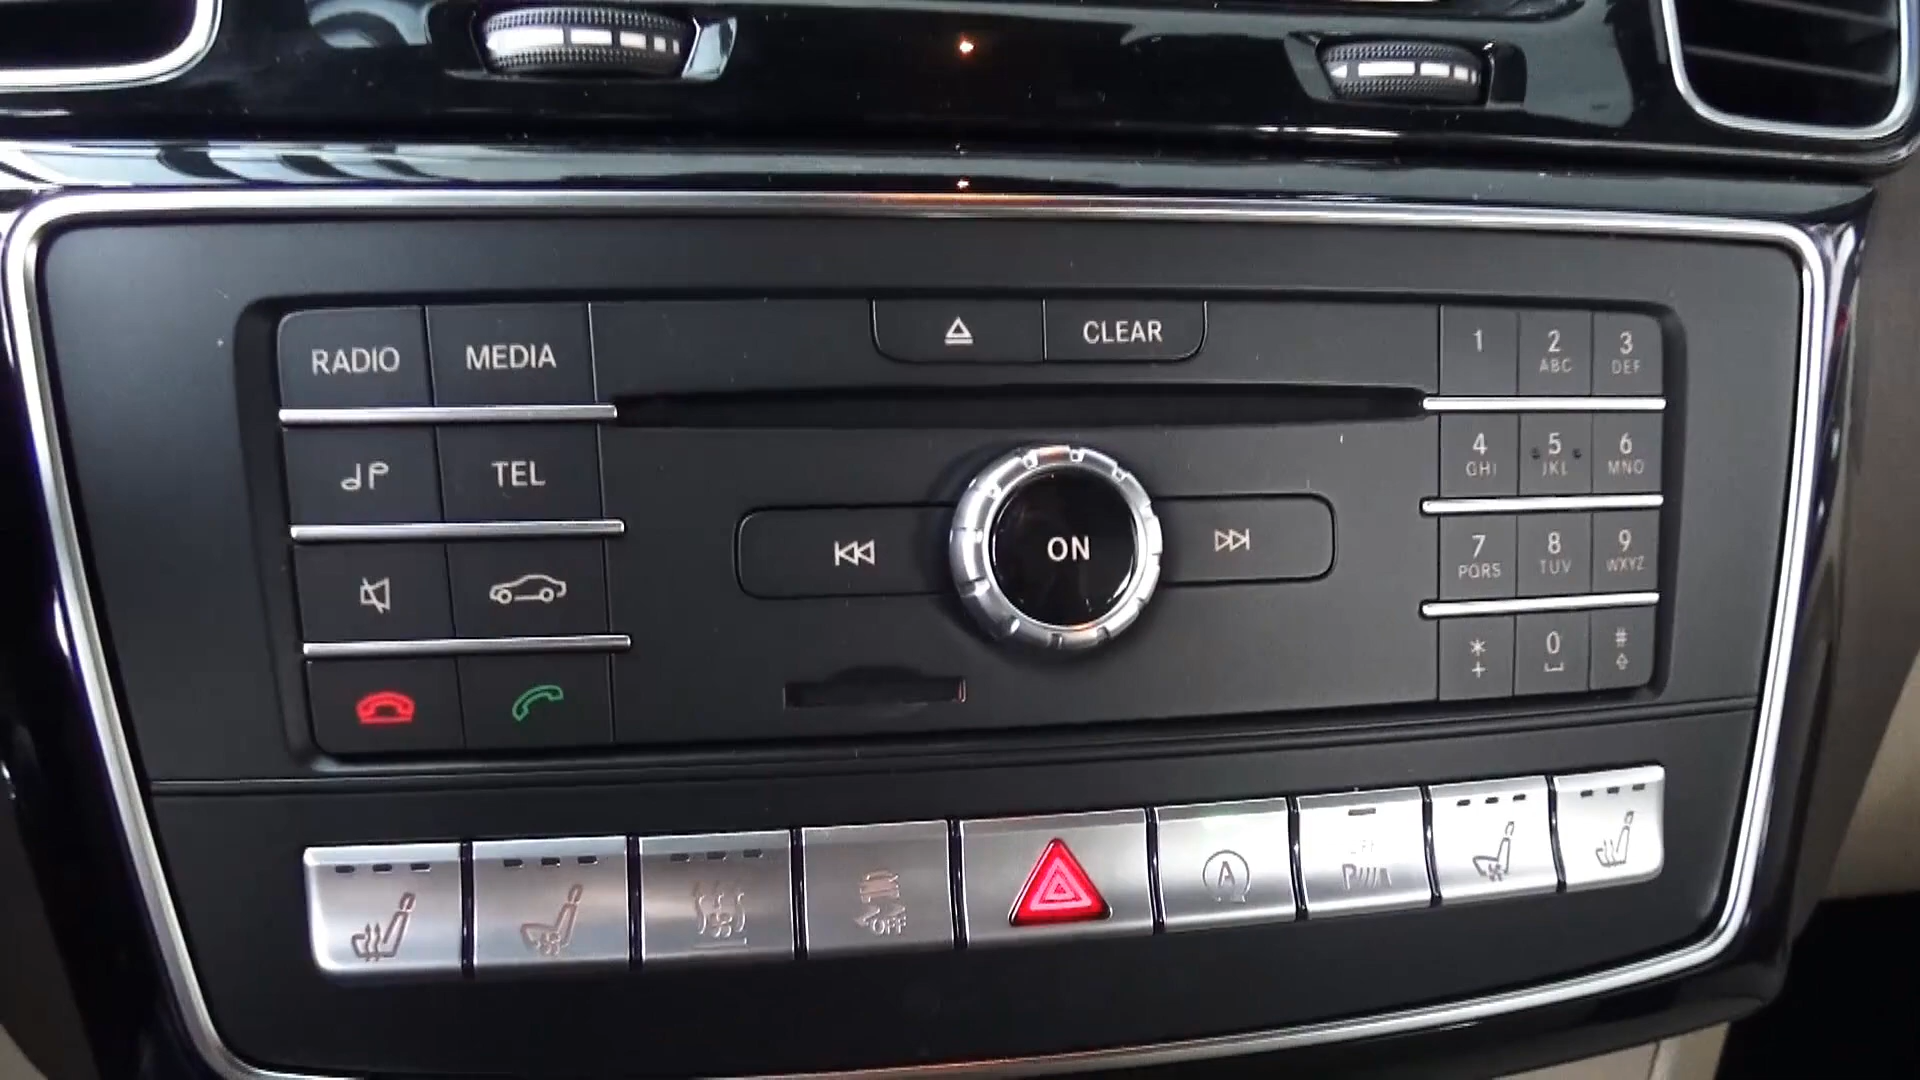 RADIO
MEDIA
CLEAR
TEL
ON
1
2
ABC
3
DEF
4
GHI
5
JKL
6
MNO
7
PQRS
8
TUV
9
WXYZ
*
+
0
#
OFF
A
P